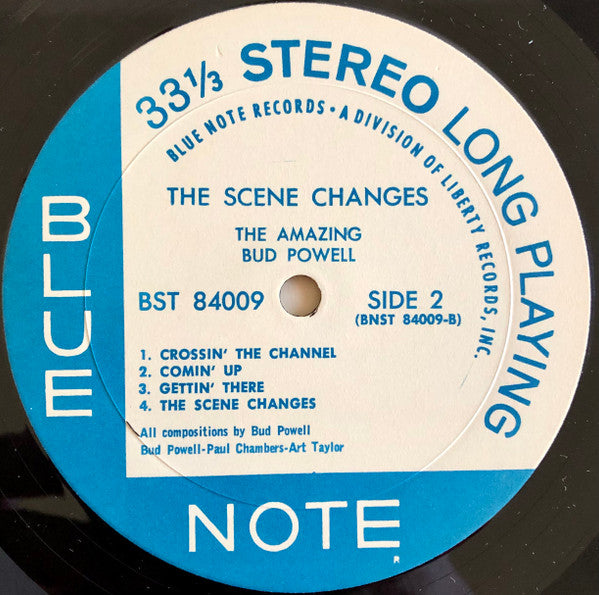 33⅓ STEREO LONG PLAYING
BLUE NOTE RECORDS • A DIVISION OF LIBERTY RECORDS, INC.
THE SCENE CHANGES
THE AMAZING
BUD POWELL
BST 84009
SIDE 2
(BNST 84009-B)
1. CROSSIN' THE CHANNEL
2. COMIN' UP
3. GETTIN' THERE
4. THE SCENE CHANGES
All compositions by Bud Powell
Bud Powell-Paul Chambers-Art Taylor
BLUE
NOTE
R